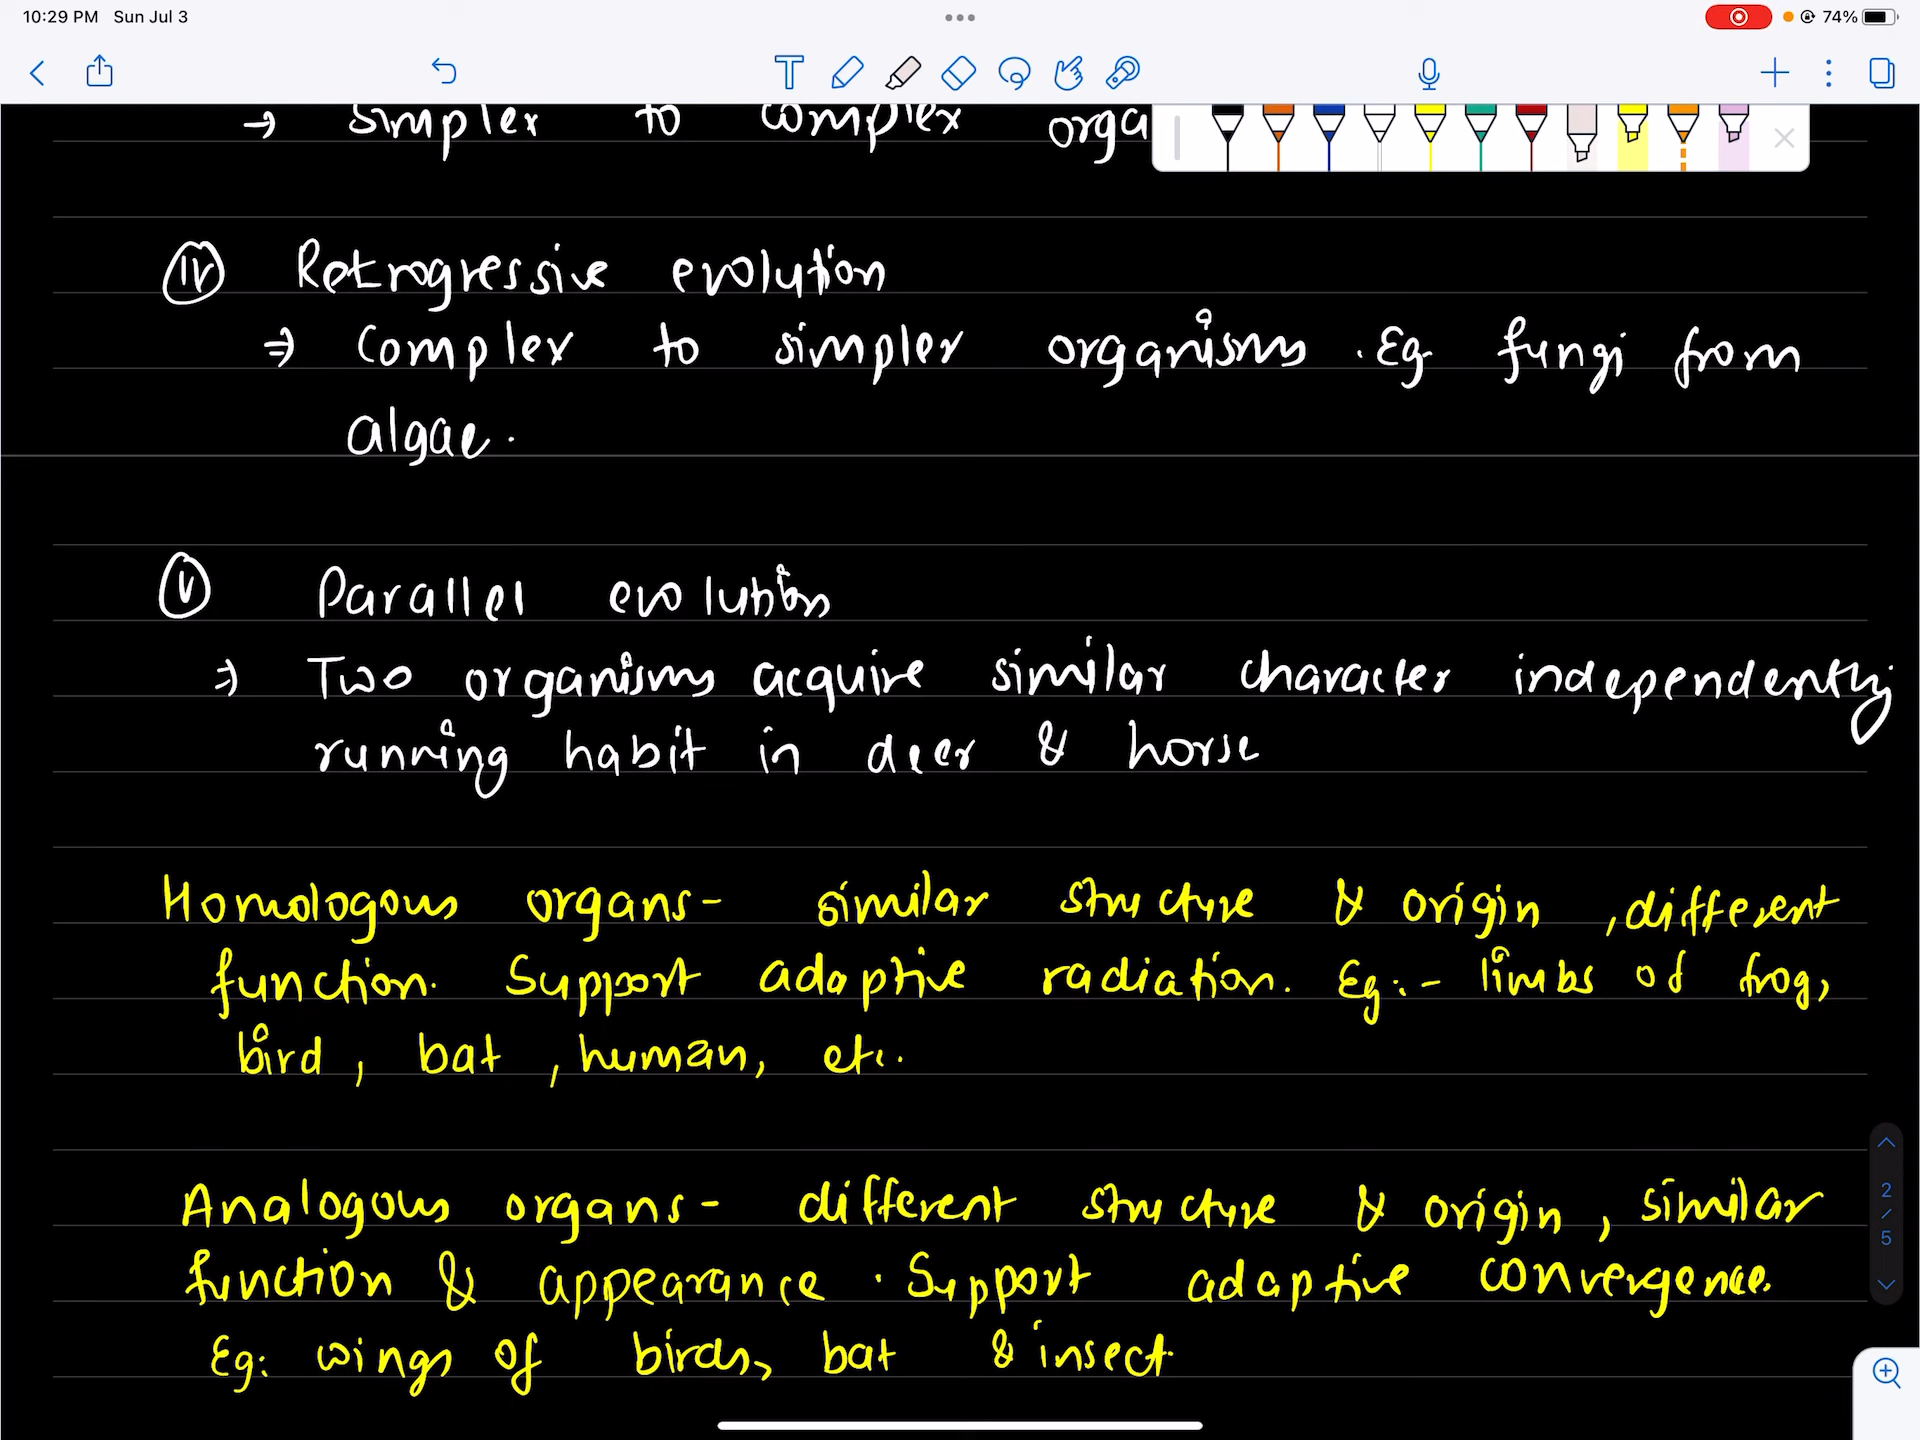 10:29 PM Sun Jul 3
74%
→ Simpler to complex orga
(iv) Retrogressive evolution
⇒ Complex to simpler organisms. Eg fungi from
algae.
(v) Parallel evolution
⇒ Two organisms acquire similar character independently
running habit in deer & horse
Homologous organs- similar structure & origin, different
function. Support adaptive radiation. Eg:- limbs of frog,
bird, bat, human, etc.
Analogous organs- different structure & origin, similar
function & appearance. Support adaptive convergence.
Eg: wings of birds, bat & insect.
2
/
5